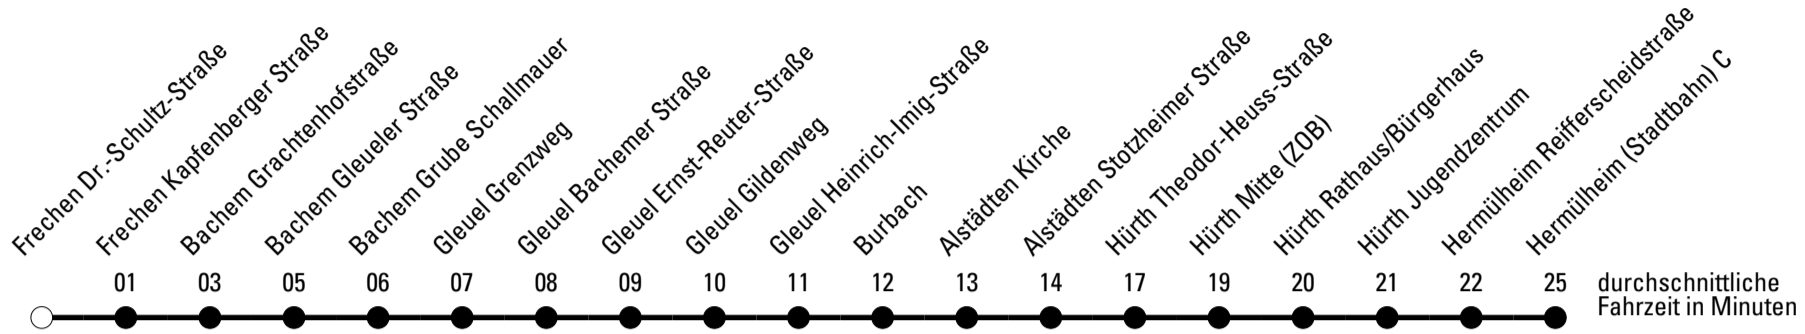 Frechen Dr.-Schultz-Straße
Frechen Kapfenberger Straße
Bachem Grachtenhofstraße
Bachem Gleueler Straße
Bachem Grube Schallmauer
Gleuel Grenzweg
Gleuel Bachemer Straße
Gleuel Ernst-Reuter-Straße
Gleuel Gildenweg
Gleuel Heinrich-Imig-Straße
Burbach
Alstädten Kirche
Alstädten Stotzheimer Straße
Hürth Theodor-Heuss-Straße
Hürth Mitte (ZOB)
Hürth Rathaus/Bürgerhaus
Hürth Jugendzentrum
Hermülheim Reifferscheidstraße
Hermülheim (Stadtbahn) C
01 03 05 06 07 08 09 10 11 12 13 14 17 19 20 21 22 25
durchschnittliche
Fahrzeit in Minuten